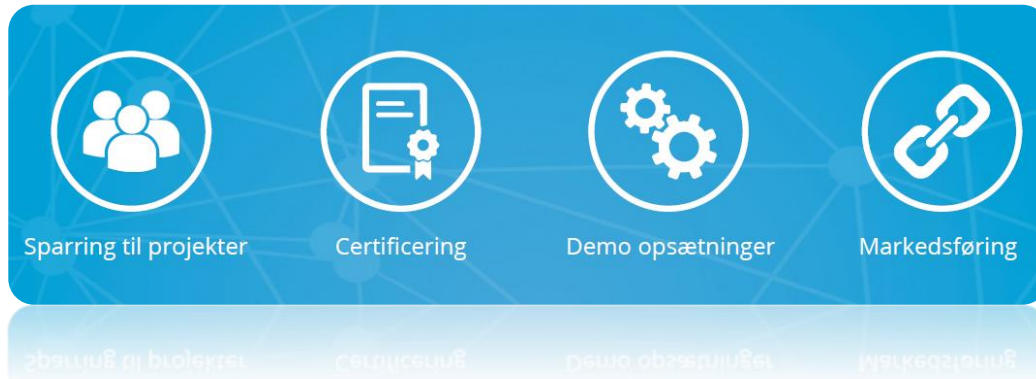 Sparring til projekter
Certificering
Demo opsætninger
Markedsføring